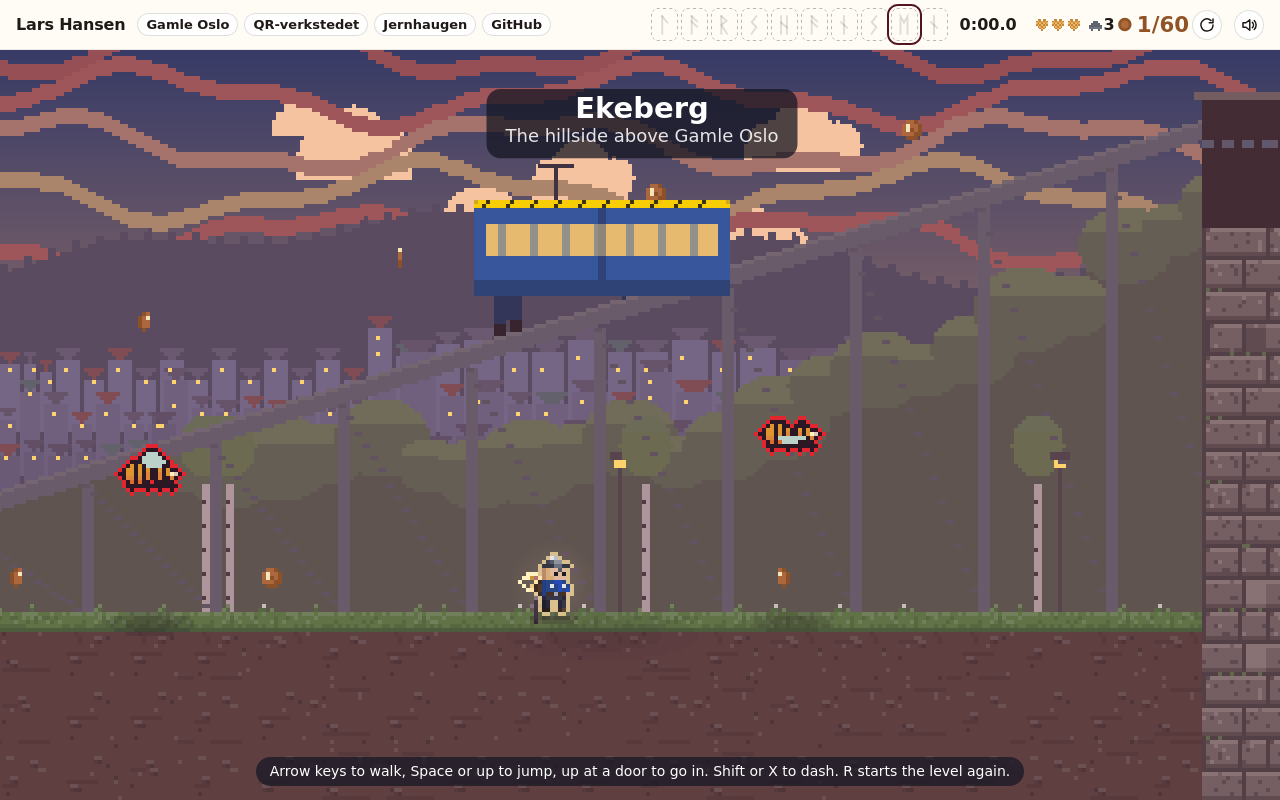 Lars Hansen
Gamle Oslo
QR-verkstedet
Jernhaugen
GitHub
ᛚ ᚨ ᚱ ᛊ ᚺ ᚨ ᚾ ᛊ ᛖ ᚾ
0:00.0
3
1/60
Ekeberg
The hillside above Gamle Oslo
Arrow keys to walk, Space or up to jump, up at a door to go in. Shift or X to dash. R starts the level again.